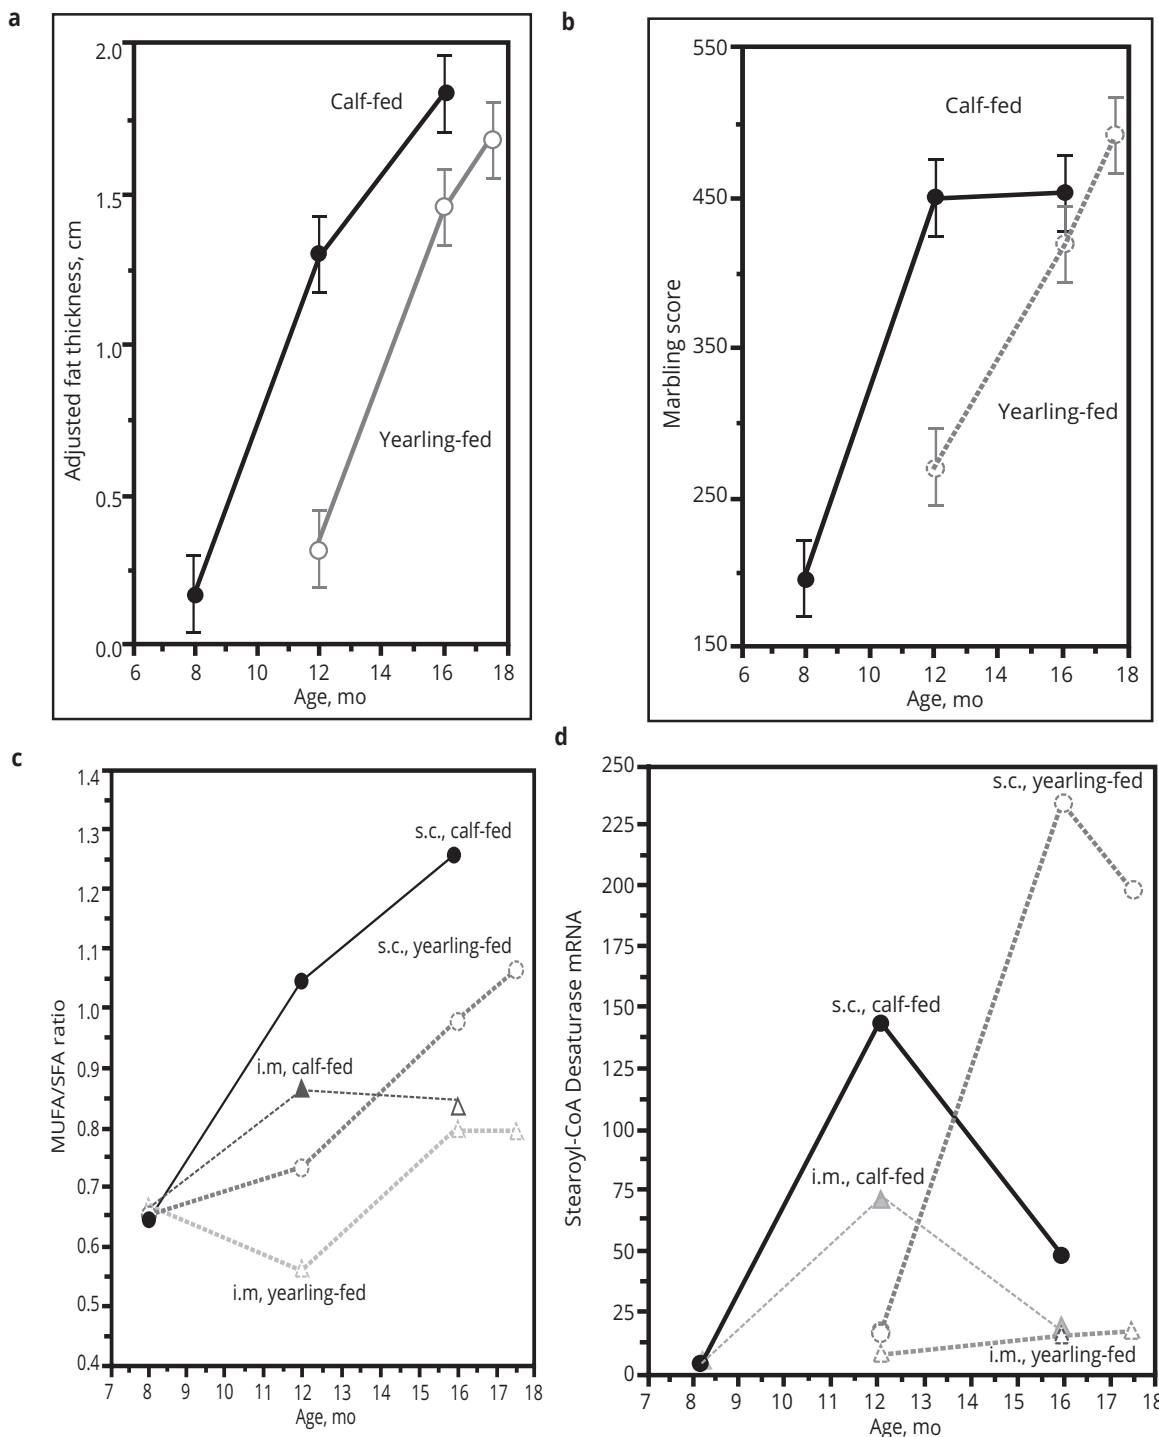 a
2.0
1.5
1.0
0.5
0.0
6 8 10 12 14 16 18
Age, mo
Adjusted fat thickness, cm
Calf-fed
Yearling-fed
b
550
450
350
250
150
6 8 10 12 14 16 18
Age, mo
Marbling score
Calf-fed
Yearling-fed
c
1.4
1.3
1.2
1.1
1.0
0.9
0.8
0.7
0.6
0.5
0.4
7 8 9 10 11 12 13 14 15 16 17 18
Age, mo
MUFA/SFA ratio
s.c., calf-fed
s.c., yearling-fed
i.m, calf-fed
i.m, yearling-fed
d
250
225
200
175
150
125
100
75
50
25
0
7 8 9 10 11 12 13 14 15 16 17 18
Age, mo
Stearoyl-CoA Desaturase mRNA
s.c., yearling-fed
s.c., calf-fed
i.m., calf-fed
i.m., yearling-fed